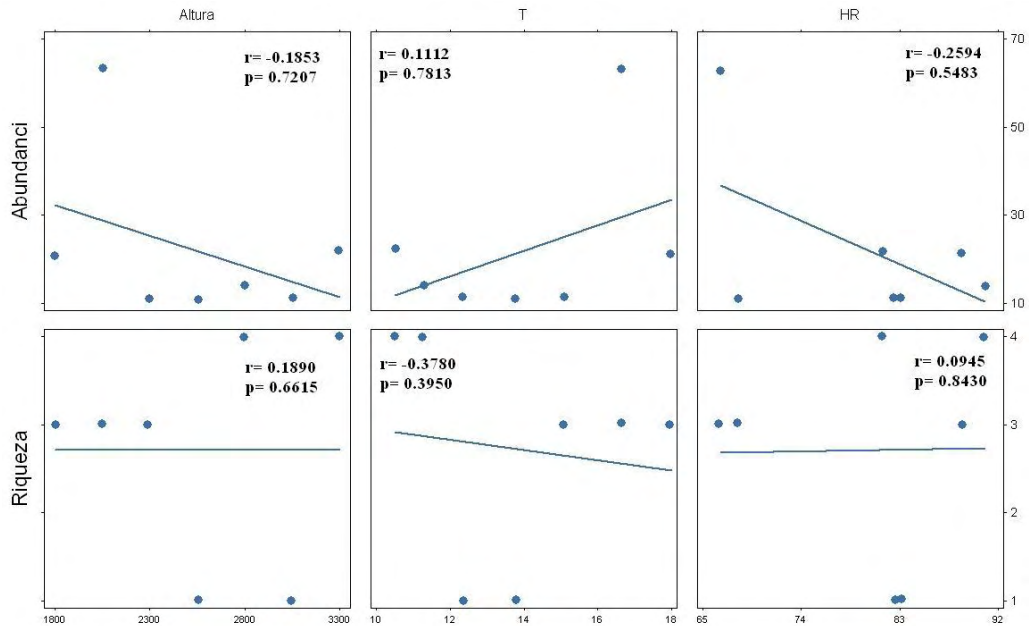 Altura T HR
Abundanci
r= -0.1853
p= 0.7207
r= 0.1112
p= 0.7813
r= -0.2594
p= 0.5483
70
50
30
10
Riqueza
r= 0.1890
p= 0.6615
r= -0.3780
p= 0.3950
r= 0.0945
p= 0.8430
4
3
2
1
1800 2300 2800 3300 10 12 14 16 18 65 74 83 92